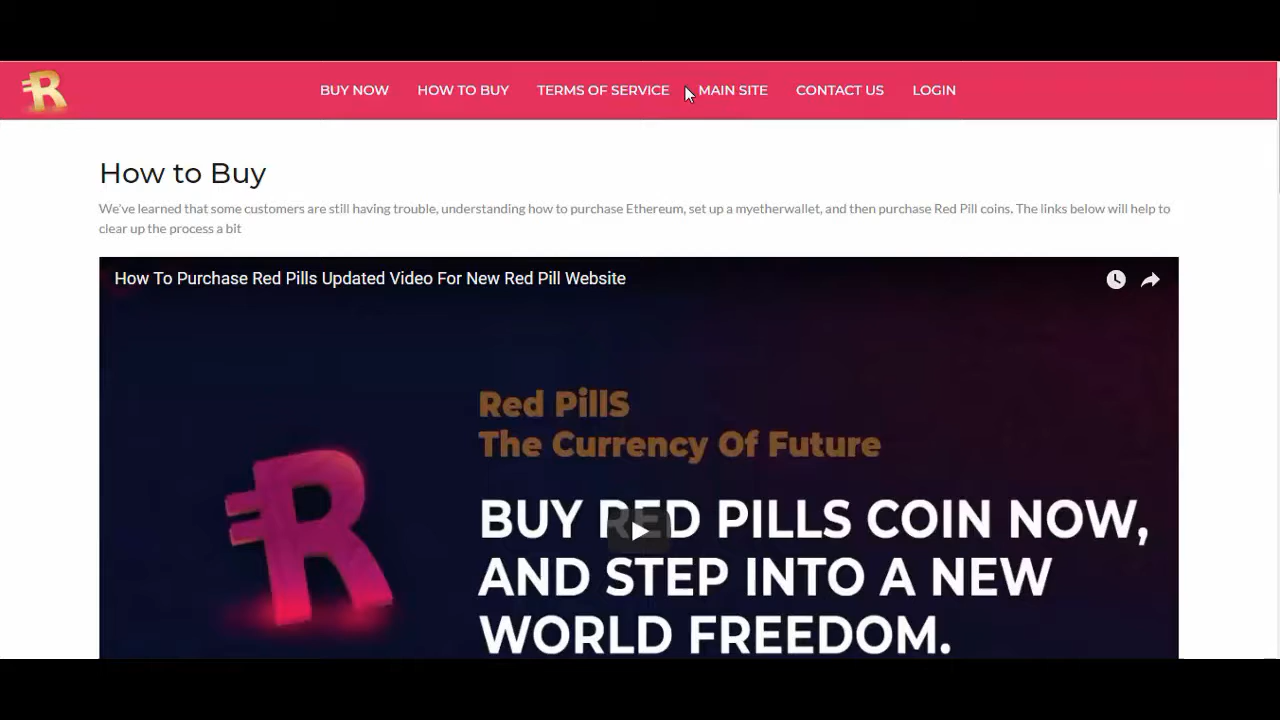 BUY NOW HOW TO BUY TERMS OF SERVICE MAIN SITE CONTACT US LOGIN
How to Buy
We've learned that some customers are still having trouble, understanding how to purchase Ethereum, set up a myetherwallet, and then purchase Red Pill coins. The links below will help to
clear up the process a bit
How To Purchase Red Pills Updated Video For New Red Pill Website
Red PillS
The Currency Of Future
BUY RED PILLS COIN NOW,
AND STEP INTO A NEW
WORLD FREEDOM.